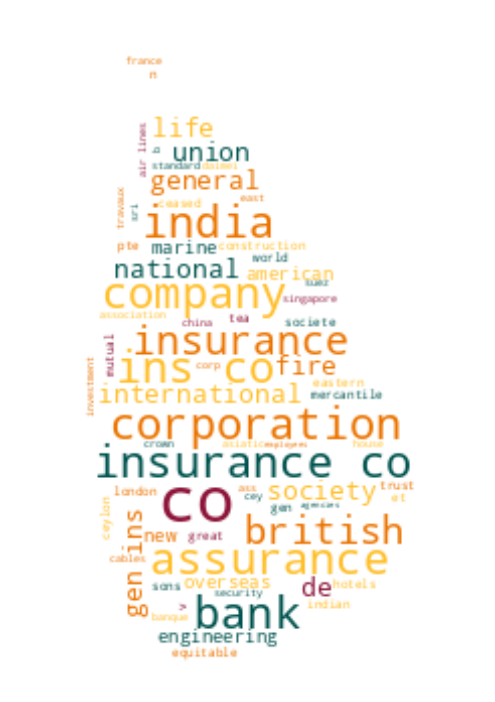 france
life
air lines
b
union
standard
general
east
travaux
sri
ceased
india
pte
marine
construction
world
national
american
suez
company
singapore
association
china
tea
societe
mutual
insurance
ins co
corp
fire
investment
eastern
international
mercantile
corporation
crown
asiatic
employees
house
insurance co
london
co
ass
cey
society
trust
et
ceylon
gen ins
gen
agencies
new
great
british
cables
assurance
sons
overseas
security
de
hotels
v
banque
bank
indian
engineering
equitable